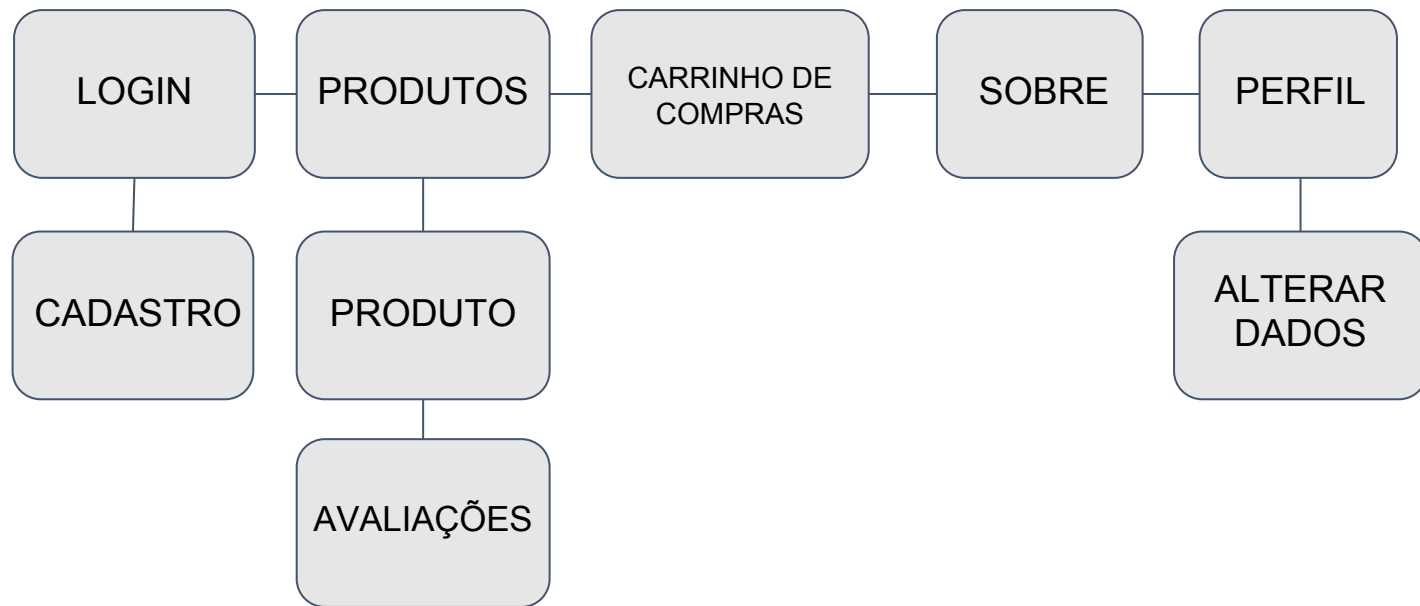 LOGIN
PRODUTOS
CARRINHO DE
COMPRAS
SOBRE
PERFIL
CADASTRO
PRODUTO
ALTERAR
DADOS
AVALIAÇÕES